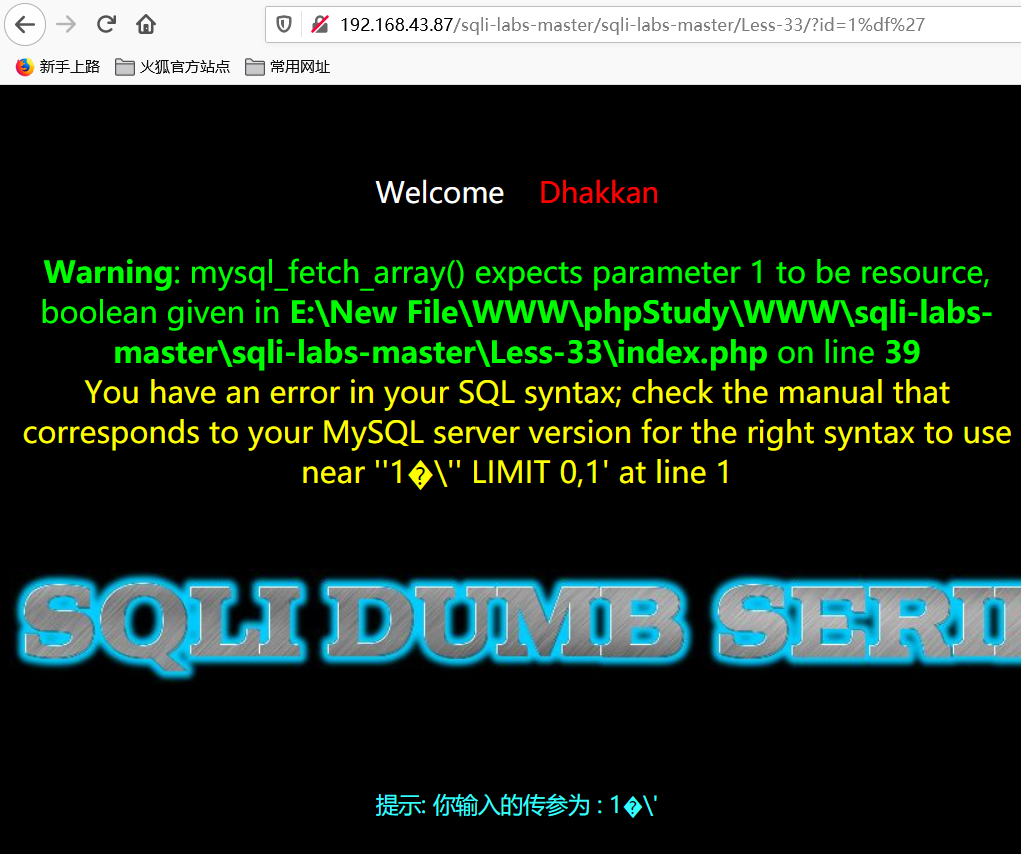 192.168.43.87/sqli-labs-master/sqli-labs-master/Less-33/?id=1%df%27
新手上路 火狐官方站点 常用网址
Welcome Dhakkan
Warning: mysql_fetch_array() expects parameter 1 to be resource,
boolean given in E:\New File\WWW\phpStudy\WWW\sqli-labs-
master\sqli-labs-master\Less-33\index.php on line 39
You have an error in your SQL syntax; check the manual that
corresponds to your MySQL server version for the right syntax to use
near ''1�\'' LIMIT 0,1' at line 1
SQLI DUMB SERI
提示: 你输入的传参为 : 1�\'